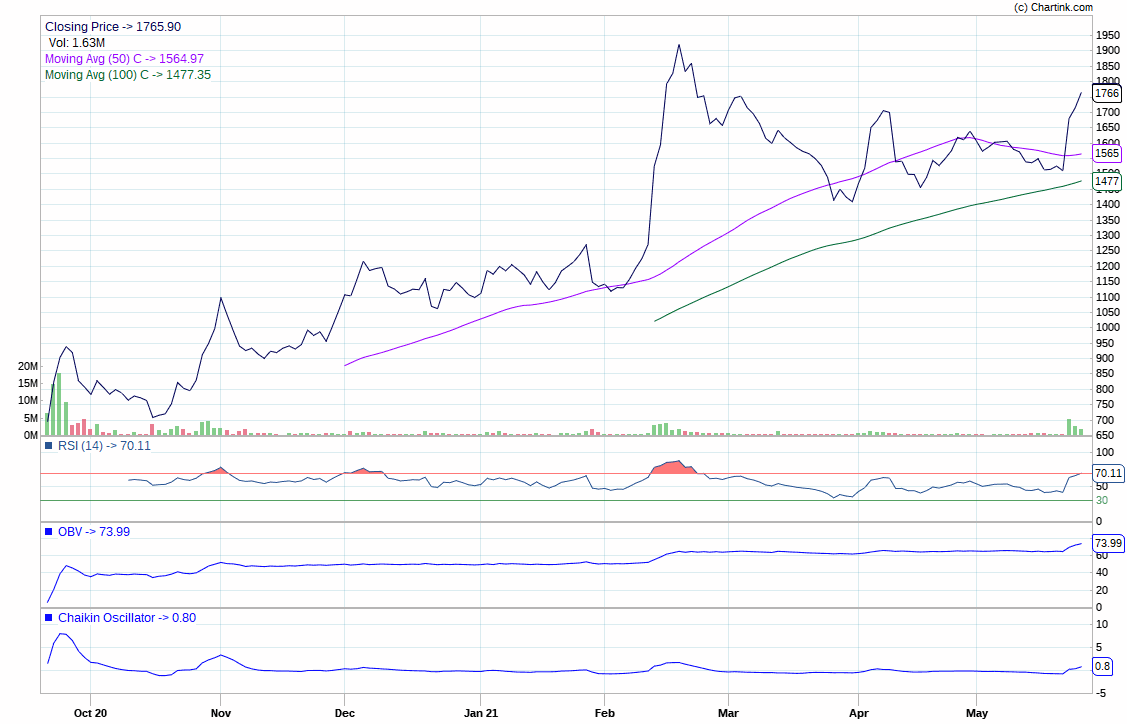 (c) Chartink.com
Closing Price -> 1765.90
Vol: 1.63M
Moving Avg (50) C -> 1564.97
Moving Avg (100) C -> 1477.35
1950
1900
1850
1800
1766
1700
1650
1600
1565
1500
1477
1400
1350
1300
1250
1200
1150
1100
1050
1000
950
900
850
800
750
700
650
20M
15M
10M
5M
0M
RSI (14) -> 70.11
100
70.11
50
30
0
OBV -> 73.99
73.99
60
40
20
0
Chaikin Oscillator -> 0.80
10
5
0.8
-5
Oct 20 Nov Dec Jan 21 Feb Mar Apr May